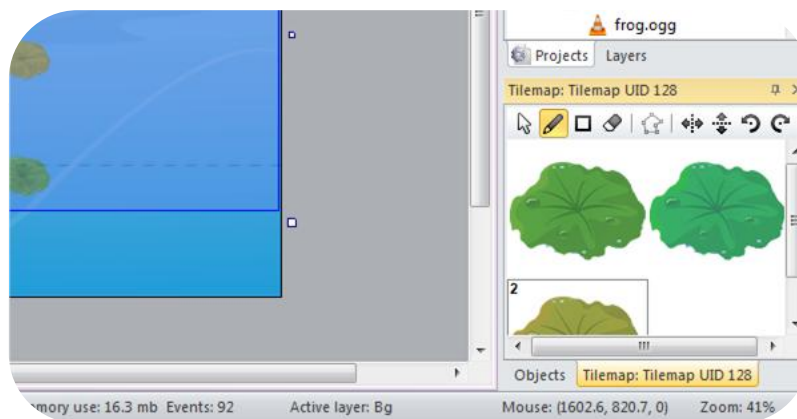 frog.ogg
Projects Layers
Tilemap: Tilemap UID 128
2
Objects Tilemap: Tilemap UID 128
use: 16.3 mb Events: 92 Active layer: Bg Mouse: (1602.6, 820.7, 0) Zoom: 41%